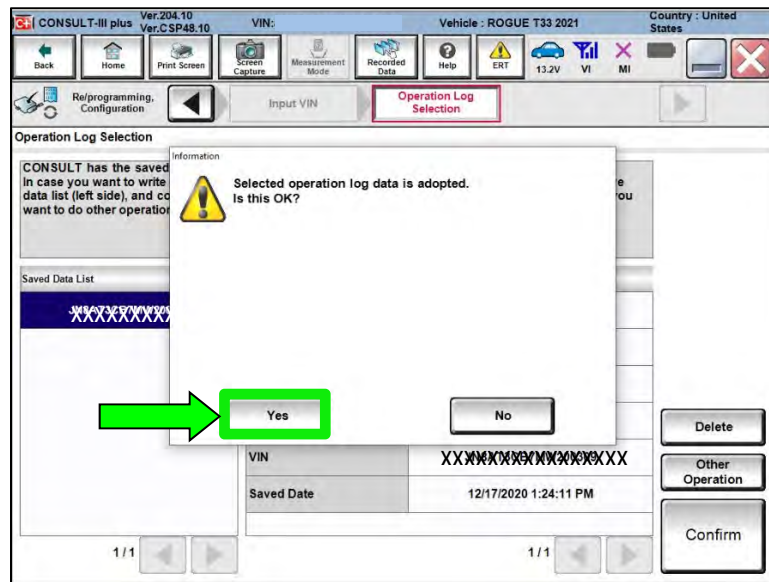 C+ CONSULT-III plus Ver.204.10 Ver.CSP48.10 VIN: Vehicle : ROGUE T33 2021 Country : United States
Back Home Print Screen Screen Capture Measurement Mode Recorded Data Help ERT 13.2V VI MI
Re/programming, Configuration Input VIN Operation Log Selection
Operation Log Selection
CONSULT has the saved
In case you want to write
data list (left side), and
want to do other
Information
Selected operation log data is adopted.
Is this OK?
Yes No
Saved Data List
Delete
VIN
Other Operation
Saved Date 12/17/2020 1:24:11 PM
Confirm
1/1 1/1